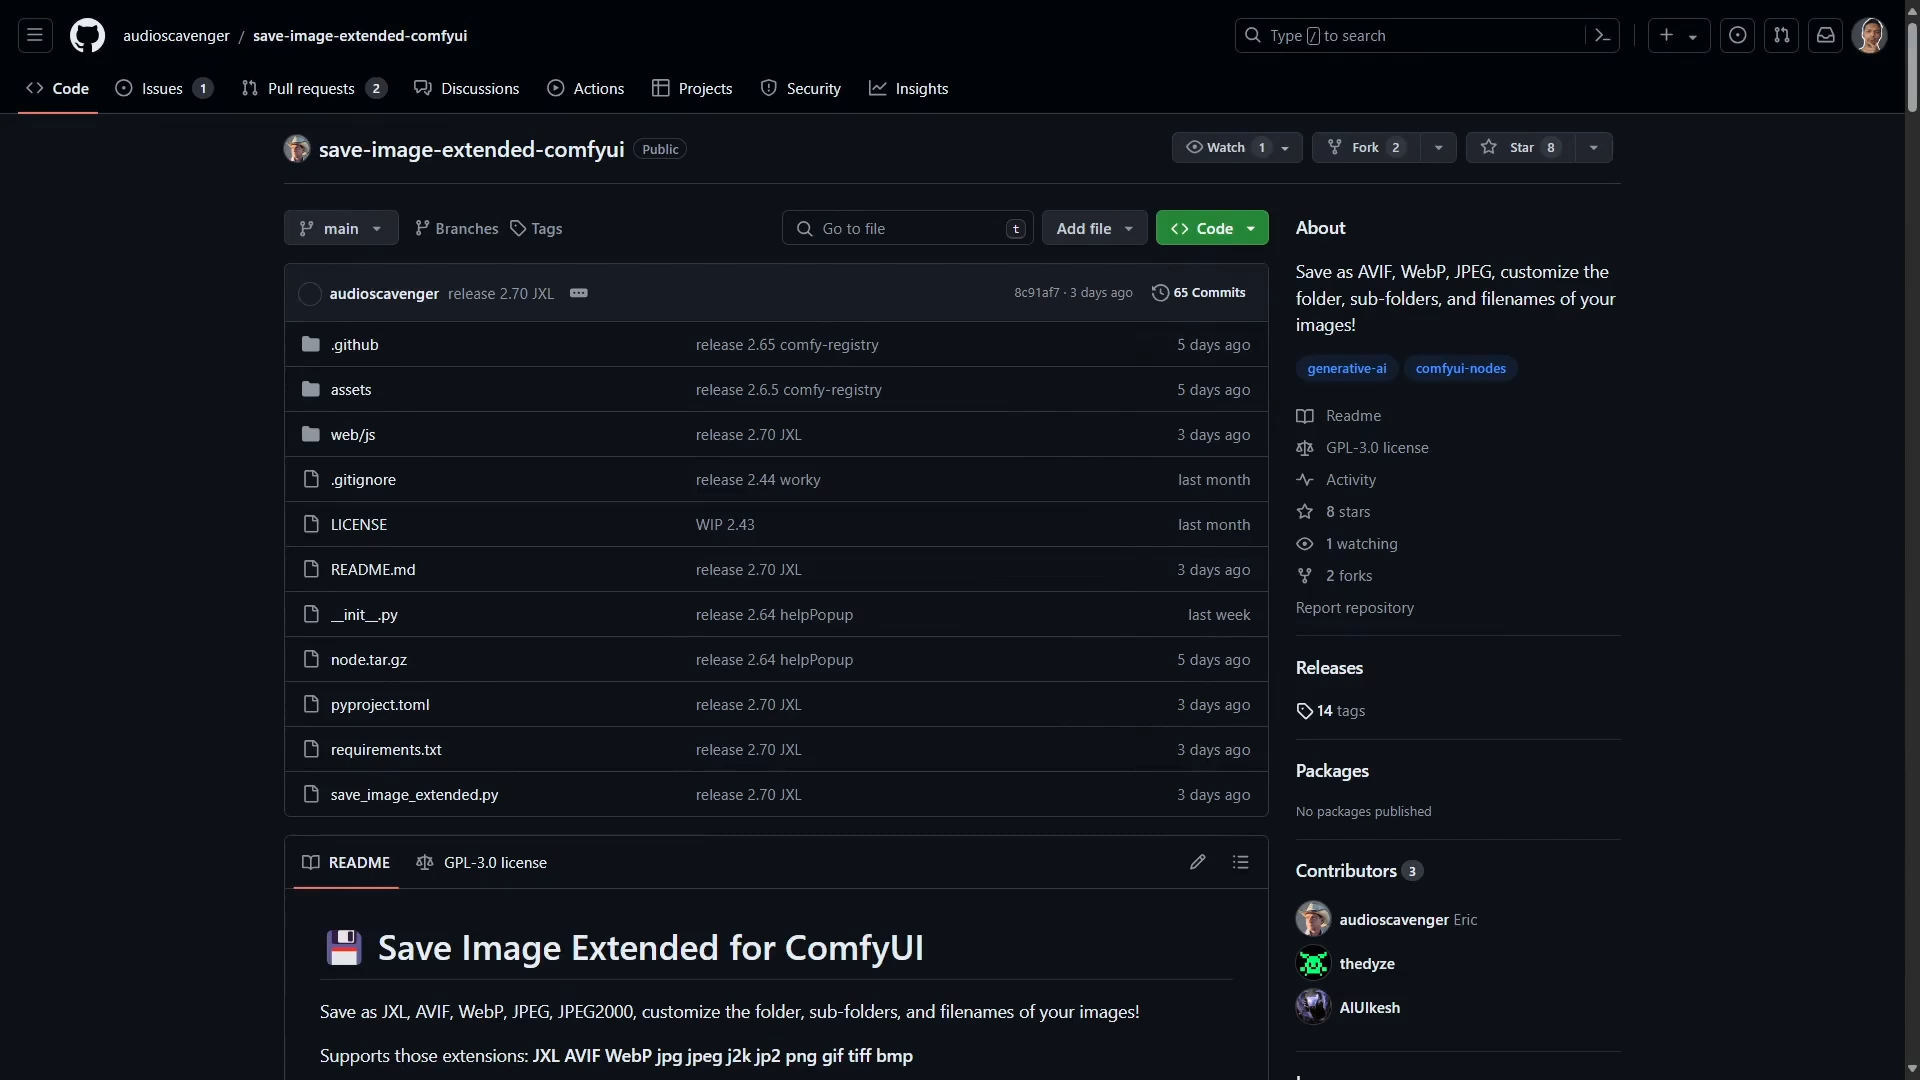 audioscavenger / save-image-extended-comfyui
Type / to search
Code
Issues 1
Pull requests 2
Discussions
Actions
Projects
Security
Insights
save-image-extended-comfyui Public
Watch 1
Fork 2
Star 8
main
Branches
Tags
Go to file t
Add file
Code
audioscavenger release 2.70 JXL
8c91af7 · 3 days ago
65 Commits
.github release 2.65 comfy-registry 5 days ago
assets release 2.6.5 comfy-registry 5 days ago
web/js release 2.70 JXL 3 days ago
.gitignore release 2.44 worky last month
LICENSE WIP 2.43 last month
README.md release 2.70 JXL 3 days ago
__init__.py release 2.64 helpPopup last week
node.tar.gz release 2.64 helpPopup 5 days ago
pyproject.toml release 2.70 JXL 3 days ago
requirements.txt release 2.70 JXL 3 days ago
save_image_extended.py release 2.70 JXL 3 days ago
README
GPL-3.0 license
Save Image Extended for ComfyUI
Save as JXL, AVIF, WebP, JPEG, JPEG2000, customize the folder, sub-folders, and filenames of your images!
Supports those extensions: JXL AVIF WebP jpg jpeg j2k jp2 png gif tiff bmp
About
Save as AVIF, WebP, JPEG, customize the
folder, sub-folders, and filenames of your
images!
generative-ai comfyui-nodes
Readme
GPL-3.0 license
Activity
8 stars
1 watching
2 forks
Report repository
Releases
14 tags
Packages
No packages published
Contributors 3
audioscavenger Eric
thedyze
AlUlkesh